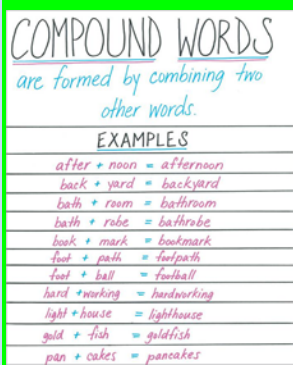 COMPOUND WORDS
are formed by combining two
other words.
EXAMPLES
after + noon = afternoon
back + yard = backyard
bath + room = bathroom
bath + robe = bathrobe
book + mark = bookmark
foot + path = footpath
foot + ball = football
hard +working = hardworking
light +house = lighthouse
gold + fish = goldfish
pan + cakes = pancakes